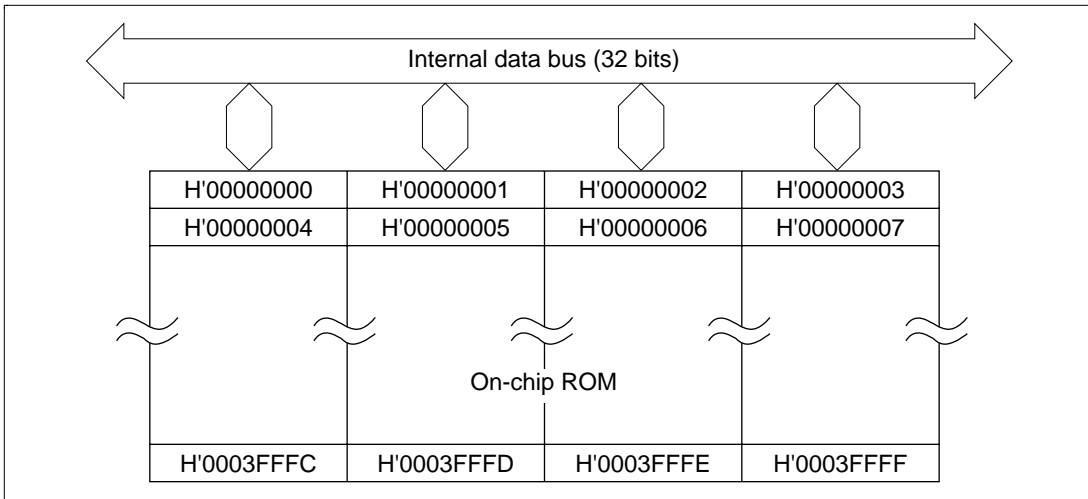 Internal data bus (32 bits)
H'00000000 H'00000001 H'00000002 H'00000003
H'00000004 H'00000005 H'00000006 H'00000007
On-chip ROM
H'0003FFFC H'0003FFFD H'0003FFFE H'0003FFFF